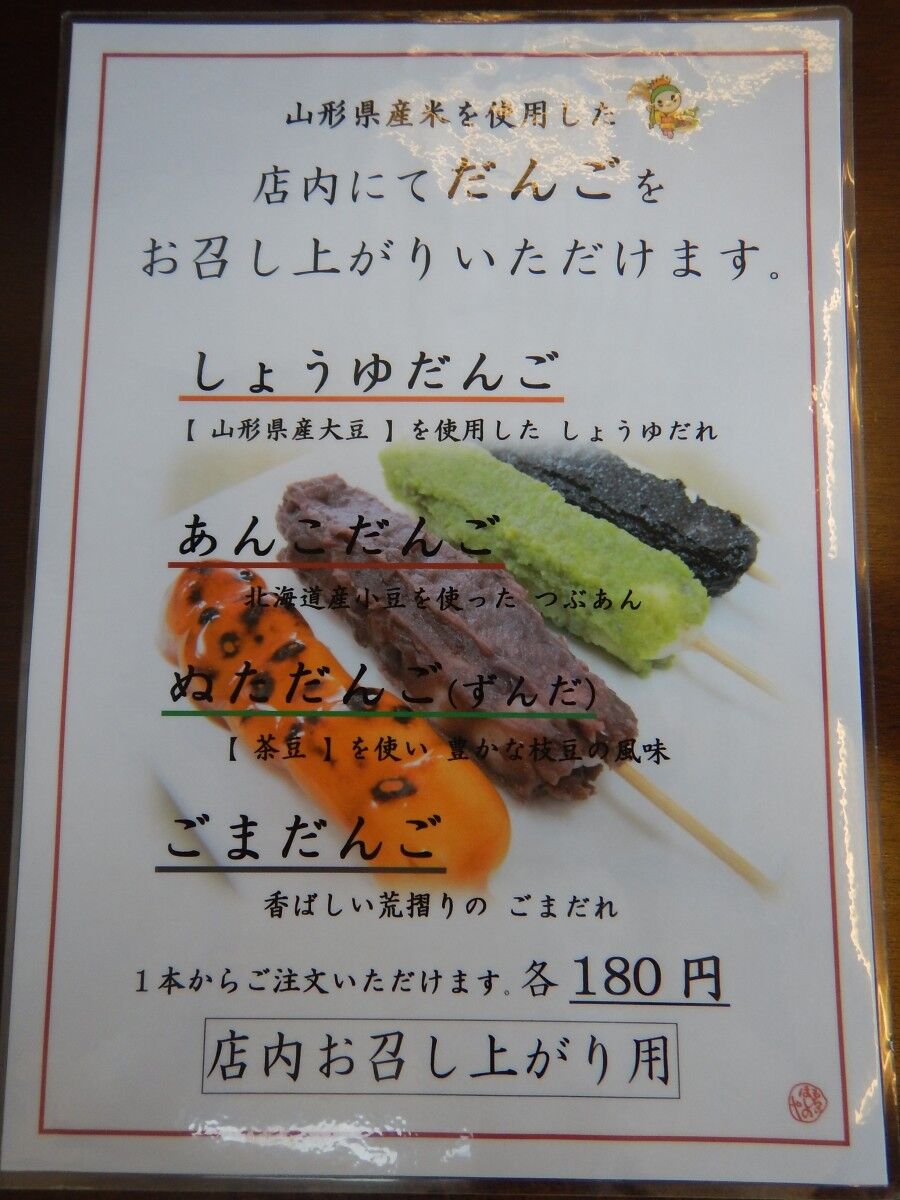 山形県産米を使用した
店内にてだんごを
お召し上がりいただけます。
しょうゆだんご
【 山形県産大豆 】を使用した しょうゆだれ
あんこだんご
北海道産小豆を使った つぶあん
ぬただんご(ずんだ)
【 茶豆 】を使い 豊かな枝豆の風味
ごまだんご
香ばしい荒摺りの ごまだれ
1本からご注文いただけます。各 180 円
店内お召し上がり用